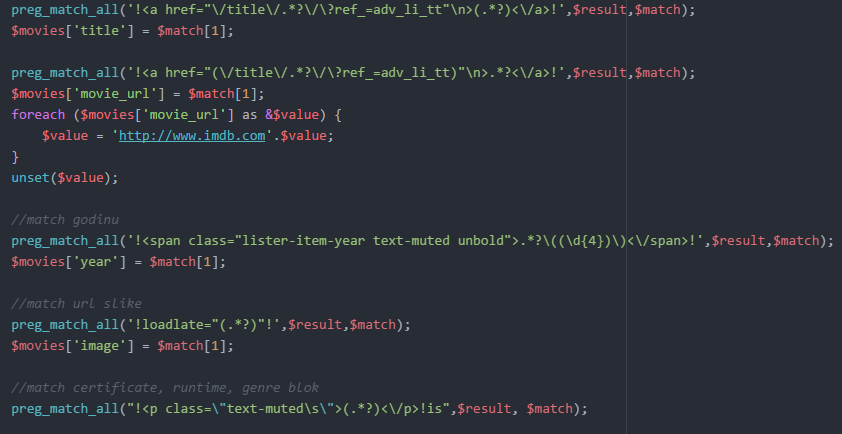 preg_match_all('!<a href="\/title\/.*?\/\?ref_=adv_li_tt"\n>(.*?)<\/a>!',$result,$match);
$movies['title'] = $match[1];
preg_match_all('!<a href="(\/title\/.*?\/\?ref_=adv_li_tt)"\n>.*?<\/a>!',$result,$match);
$movies['movie_url'] = $match[1];
foreach ($movies['movie_url'] as &$value) {
    $value = 'http://www.imdb.com'.$value;
}
unset($value);
//match godinu
preg_match_all('!<span class="lister-item-year text-muted unbold">.*?\((\d{4})\)<\/span>!',$result,$match);
$movies['year'] = $match[1];
//match url slike
preg_match_all('!loadlate="(.*?)"!',$result,$match);
$movies['image'] = $match[1];
//match certificate, runtime, genre blok
preg_match_all("!<p class=\"text-muted\s\">(.*?)<\/p>!is",$result, $match);